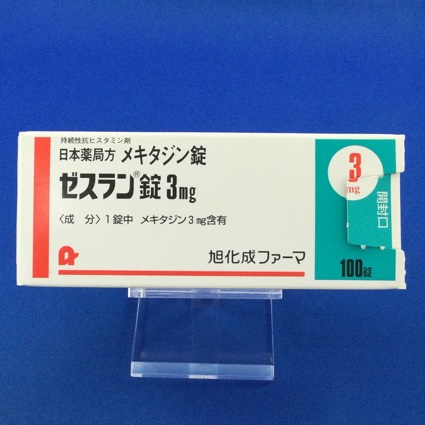 持続性抗ヒスタミン剤
日本薬局方 メキタジン錠
ゼスラン®錠3mg
〈成 分〉1錠中 メキタジン3mg含有
旭化成ファーマ
3
mg
開封口
100錠